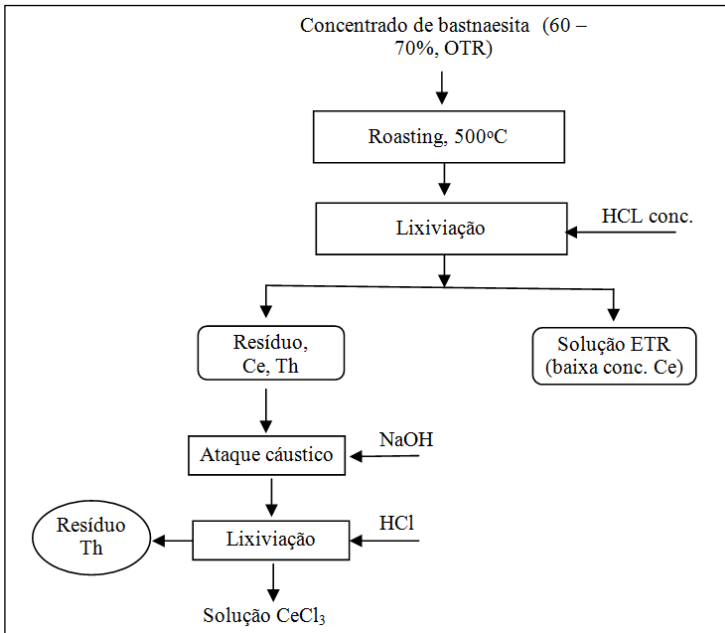 Concentrado de bastnaesita (60 –
70%, OTR)
Roasting, 500ºC
HCL conc.
Lixiviação
Resíduo,
Ce, Th
Solução ETR
(baixa conc. Ce)
NaOH
Ataque cáustico
HCl
Resíduo
Th
Lixiviação
Solução CeCl₃